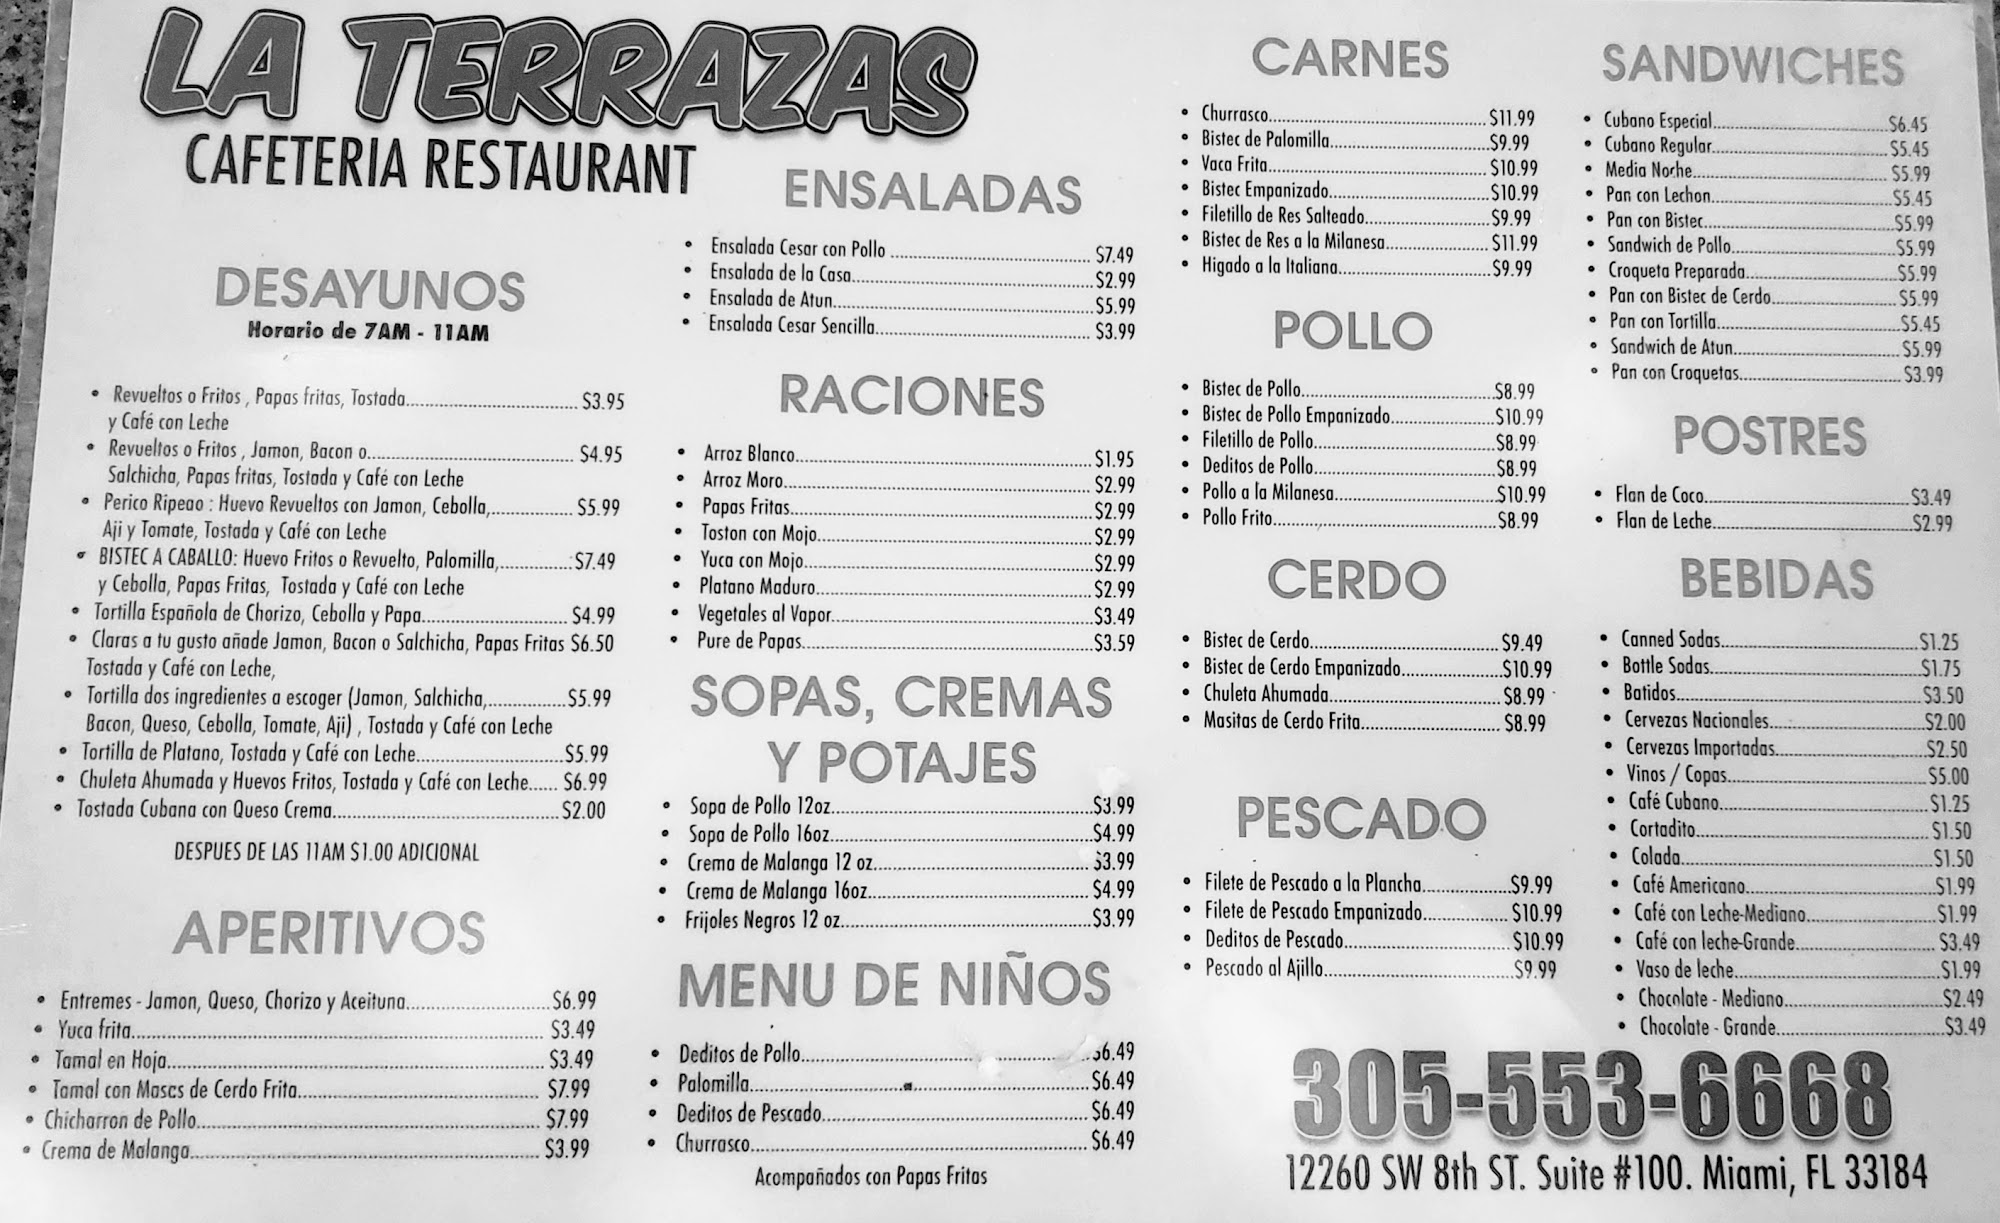 LA TERRAZAS
CAFETERIA RESTAURANT
DESAYUNOS
Horario de 7AM - 11AM
• Revueltos o Fritos , Papas fritas, Tostada.......... $3.95
y Café con Leche
• Revueltos o Fritos , Jamon, Bacon o.......... $4.95
Salchicha, Papas fritas, Tostada y Café con Leche
• Perico Ripeao : Huevo Revueltos con Jamon, Cebolla,.......... $5.99
Aji y Tomate, Tostada y Café con Leche
• BISTEC A CABALLO: Huevo Fritos o Revuelto, Palomilla,.......... $7.49
y Cebolla, Papas Fritas, Tostada y Café con Leche
• Tortilla Española de Chorizo, Cebolla y Papa.......... $4.99
• Claras a tu gusto añade Jamon, Bacon o Salchicha, Papas Fritas $6.50
Tostada y Café con Leche,
• Tortilla dos ingredientes a escoger (Jamon, Salchicha,.......... $5.99
Bacon, Queso, Cebolla, Tomate, Aji) , Tostada y Café con Leche
• Tortilla de Platano, Tostada y Café con Leche.......... $5.99
• Chuleta Ahumada y Huevos Fritos, Tostada y Café con Leche...... $6.99
• Tostada Cubana con Queso Crema.......... $2.00
DESPUES DE LAS 11AM $1.00 ADICIONAL
APERITIVOS
• Entremes - Jamon, Queso, Chorizo y Aceituna.......... $6.99
• Yuca frita.......... $3.49
• Tamal en Hoja.......... $3.49
• Tamal con Masas de Cerdo Frita.......... $7.99
• Chicharron de Pollo.......... $7.99
• Crema de Malanga.......... $3.99
ENSALADAS
• Ensalada Cesar con Pollo .......... $7.49
• Ensalada de la Casa.......... $2.99
• Ensalada de Atun.......... $5.99
• Ensalada Cesar Sencilla.......... $3.99
RACIONES
• Arroz Blanco.......... $1.95
• Arroz Moro.......... $2.99
• Papas Fritas.......... $2.99
• Toston con Mojo.......... $2.99
• Yuca con Mojo.......... $2.99
• Platano Maduro.......... $2.99
• Vegetales al Vapor.......... $3.49
• Pure de Papas.......... $3.59
SOPAS, CREMAS
Y POTAJES
• Sopa de Pollo 12oz.......... $3.99
• Sopa de Pollo 16oz.......... $4.99
• Crema de Malanga 12 oz.......... $3.99
• Crema de Malanga 16oz.......... $4.99
• Frijoles Negros 12 oz.......... $3.99
MENU DE NIÑOS
• Deditos de Pollo.......... $6.49
• Palomilla.......... $6.49
• Deditos de Pescado.......... $6.49
• Churrasco.......... $6.49
Acompañados con Papas Fritas
CARNES
• Churrasco.......... $11.99
• Bistec de Palomilla.......... $9.99
• Vaca Frita.......... $10.99
• Bistec Empanizado.......... $10.99
• Filetillo de Res Salteado.......... $9.99
• Bistec de Res a la Milanesa.......... $11.99
• Higado a la Italiana.......... $9.99
POLLO
• Bistec de Pollo.......... $8.99
• Bistec de Pollo Empanizado.......... $10.99
• Filetillo de Pollo.......... $8.99
• Deditos de Pollo.......... $8.99
• Pollo a la Milanesa.......... $10.99
• Pollo Frito.......... $8.99
CERDO
• Bistec de Cerdo.......... $9.49
• Bistec de Cerdo Empanizado.......... $10.99
• Chuleta Ahumada.......... $8.99
• Masitas de Cerdo Frita.......... $8.99
PESCADO
• Filete de Pescado a la Plancha.......... $9.99
• Filete de Pescado Empanizado.......... $10.99
• Deditos de Pescado.......... $10.99
• Pescado al Ajillo.......... $9.99
SANDWICHES
• Cubano Especial.......... $6.45
• Cubano Regular.......... $5.45
• Media Noche.......... $5.99
• Pan con Lechon.......... $5.45
• Pan con Bistec.......... $5.99
• Sandwich de Pollo.......... $5.99
• Croqueta Preparada.......... $5.99
• Pan con Bistec de Cerdo.......... $5.99
• Pan con Tortilla.......... $5.45
• Sandwich de Atun.......... $5.99
• Pan con Croquetas.......... $3.99
POSTRES
• Flan de Coco.......... $3.49
• Flan de Leche.......... $2.99
BEBIDAS
• Canned Sodas.......... $1.25
• Bottle Sodas.......... $1.75
• Batidos.......... $3.50
• Cervezas Nacionales.......... $2.00
• Cervezas Importadas.......... $2.50
• Vinos / Copas.......... $5.00
• Café Cubano.......... $1.25
• Cortadito.......... $1.50
• Colada.......... $1.50
• Café Americano.......... $1.99
• Café con Leche-Mediano.......... $1.99
• Café con leche-Grande.......... $3.49
• Vaso de leche.......... $1.99
• Chocolate - Mediano.......... $2.49
• Chocolate - Grande.......... $3.49
305-553-6668
12260 SW 8th ST. Suite #100. Miami, FL 33184